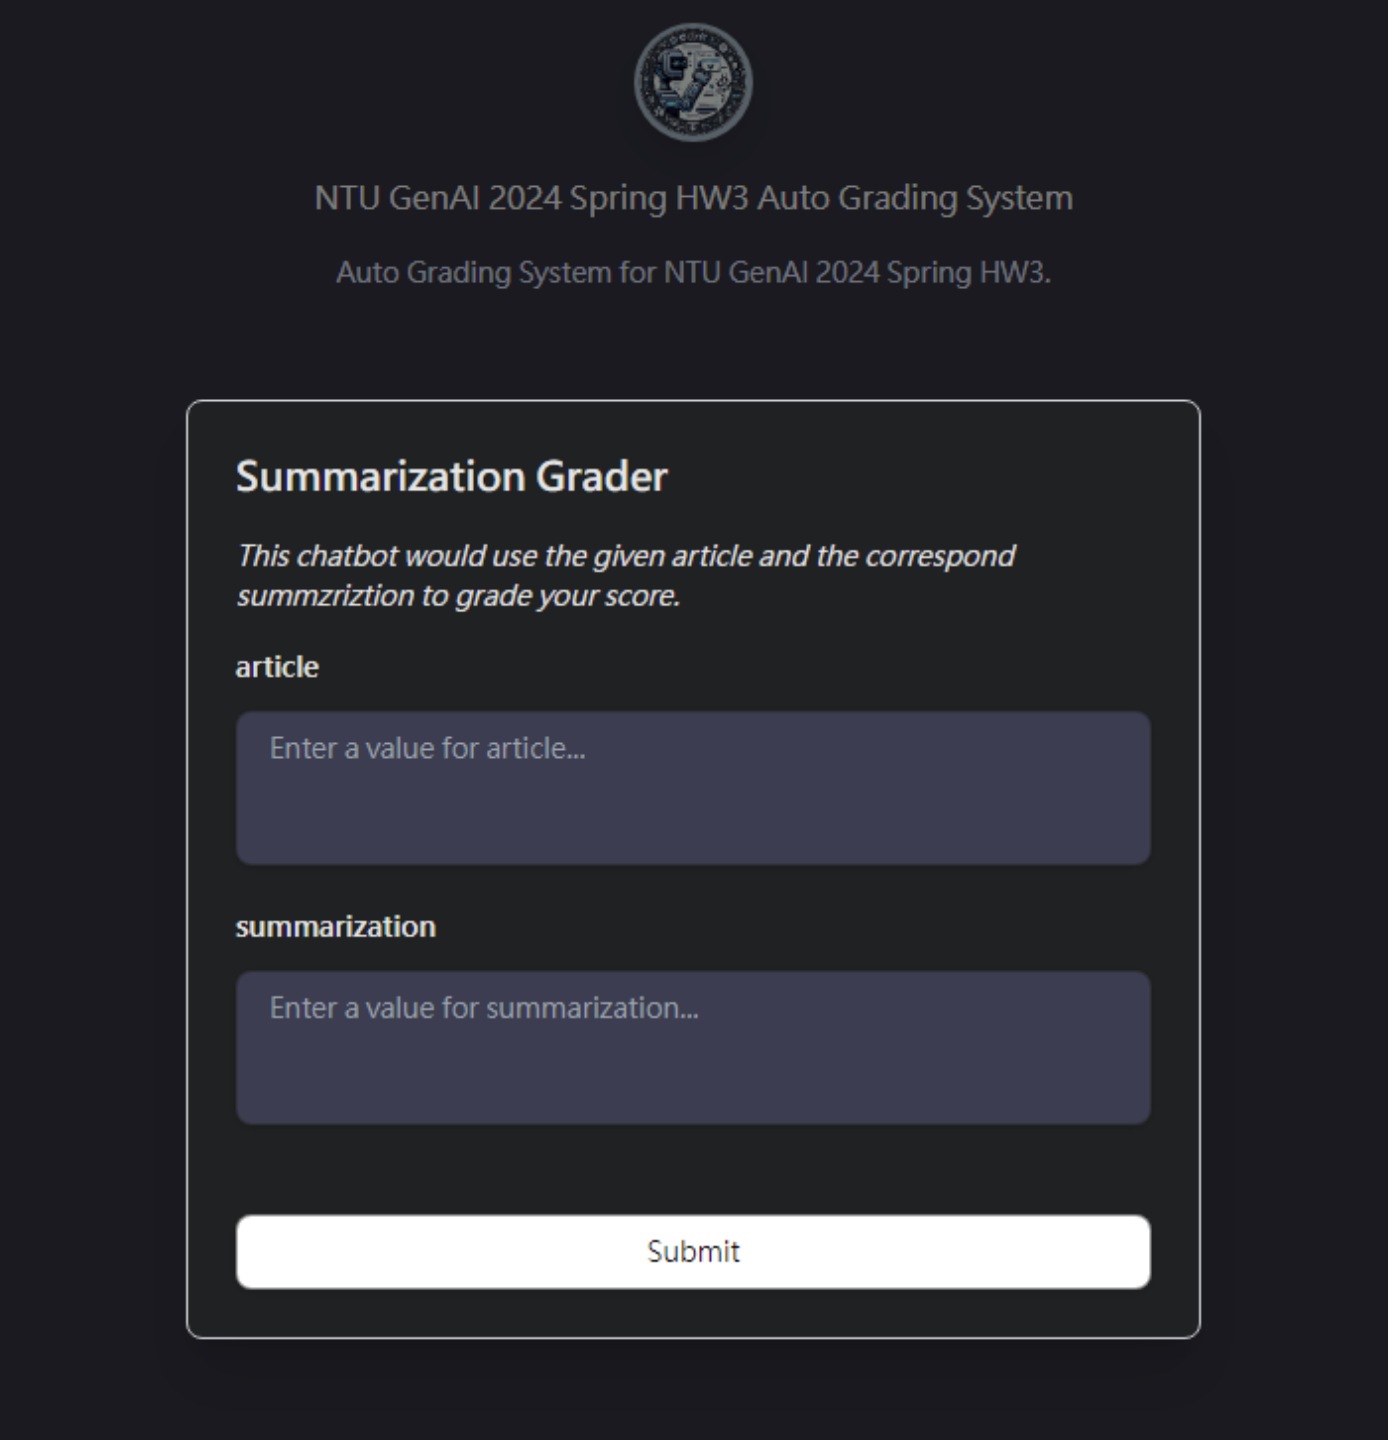 NTU GenAI 2024 Spring HW3 Auto Grading System
Auto Grading System for NTU GenAI 2024 Spring HW3.
Summarization Grader
This chatbot would use the given article and the correspond
summzriztion to grade your score.
article
Enter a value for article...
summarization
Enter a value for summarization...
Submit